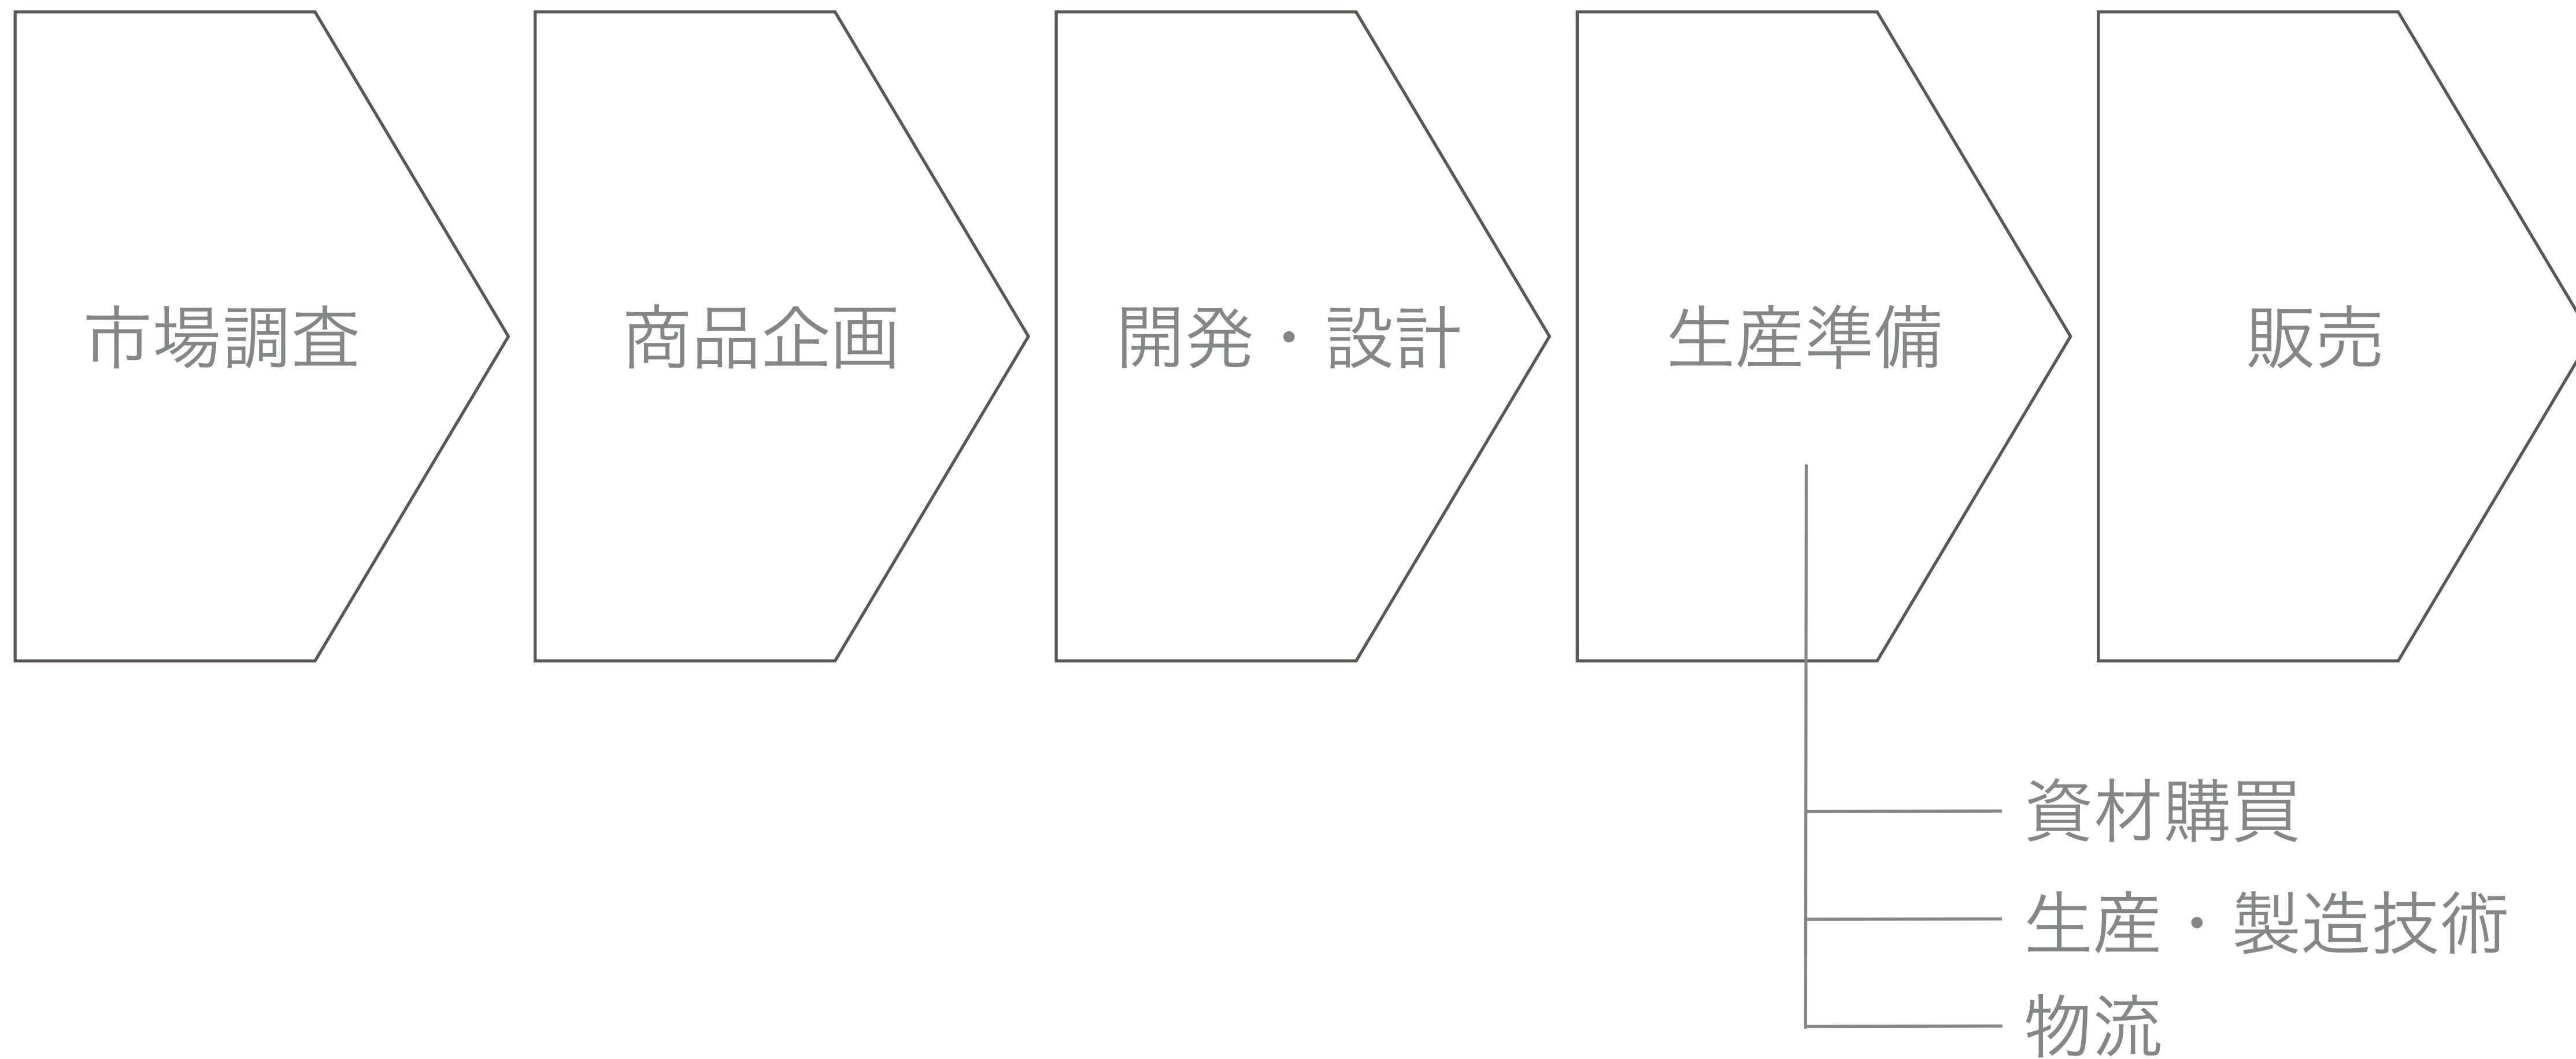 市場調査
商品企画
開発・設計
生産準備
販売
資材購買
生産・製造技術
物流